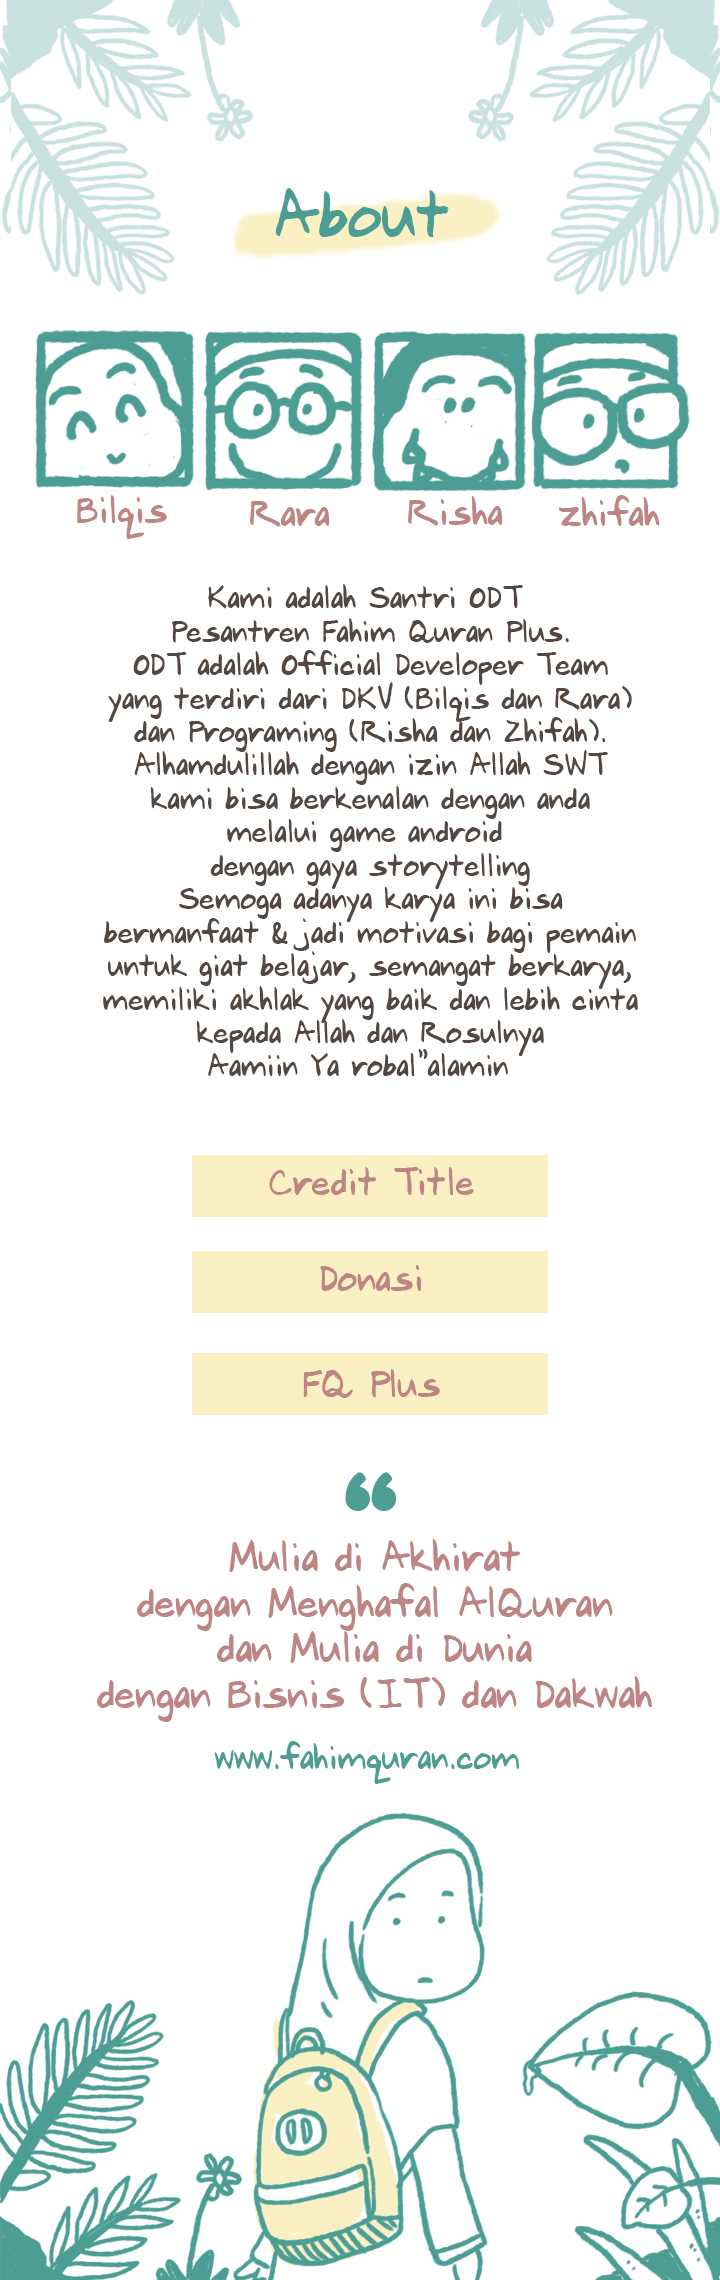 About
Bilqis Rara Risha zhifah
Kami adalah Santri ODT
Pesantren Fahim Quran Plus.
ODT adalah Official Developer Team
yang terdiri dari DKV (Bilqis dan Rara)
dan Programing (Risha dan Zhifah).
Alhamdulillah dengan izin Allah SWT
kami bisa berkenalan dengan anda
melalui game android
dengan gaya storytelling
Semoga adanya karya ini bisa
bermanfaat & jadi motivasi bagi pemain
untuk giat belajar, semangat berkarya,
memiliki akhlak yang baik dan lebih cinta
kepada Allah dan Rosulnya
Aamiin Ya robal"alamin
Credit Title
Donasi
FQ Plus
“
Mulia di Akhirat
dengan Menghafal AlQuran
dan Mulia di Dunia
dengan Bisnis (IT) dan Dakwah
www.fahimquran.com